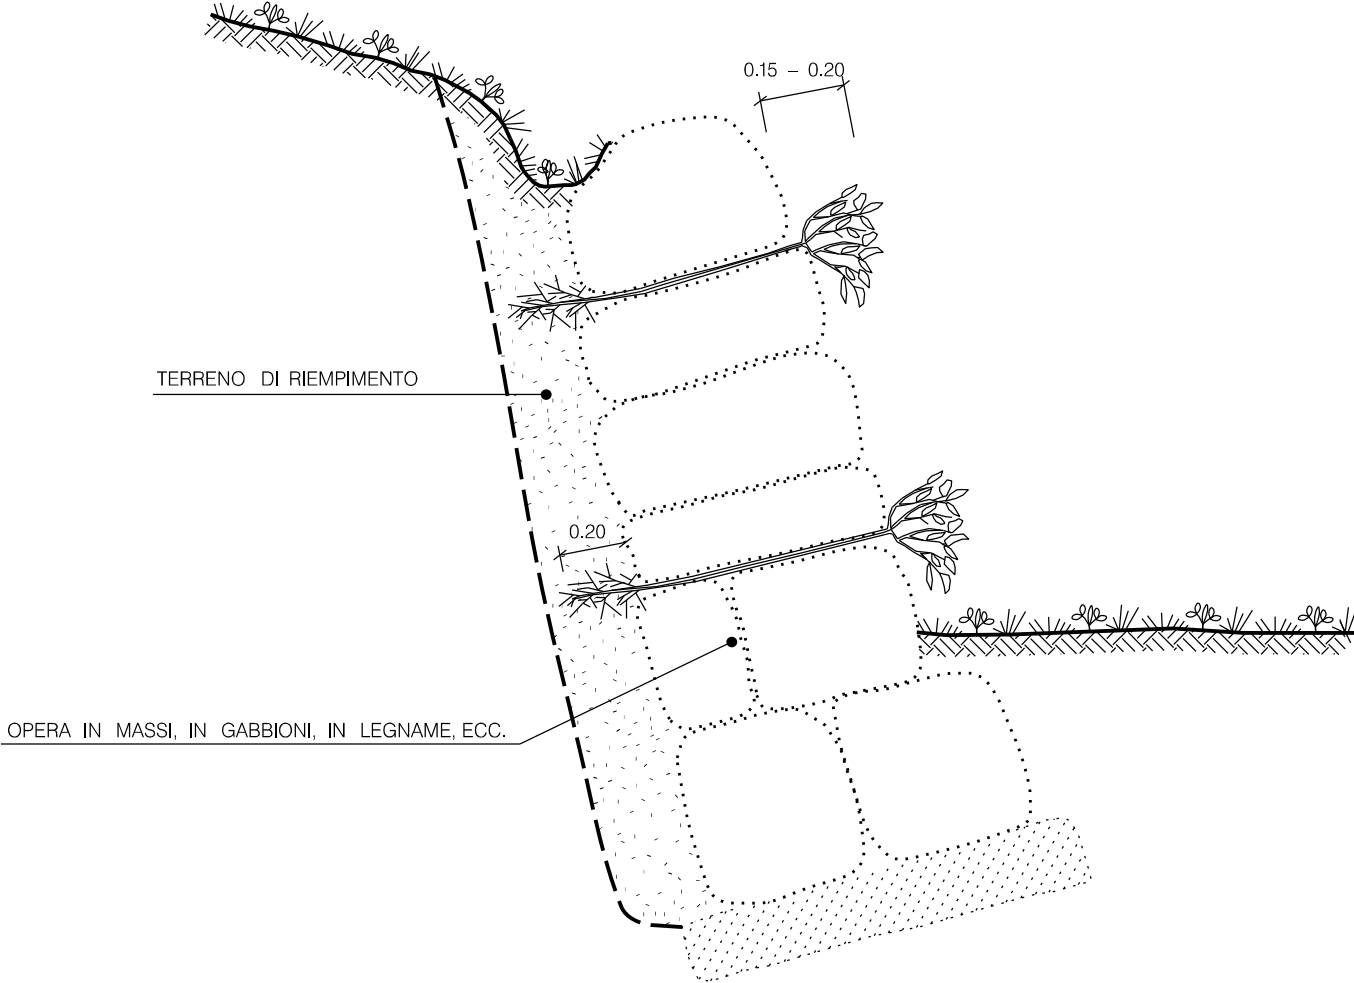 0.15 – 0.20
TERRENO DI RIEMPIMENTO
0.20
OPERA IN MASSI, IN GABBIONI, IN LEGNAME, ECC.